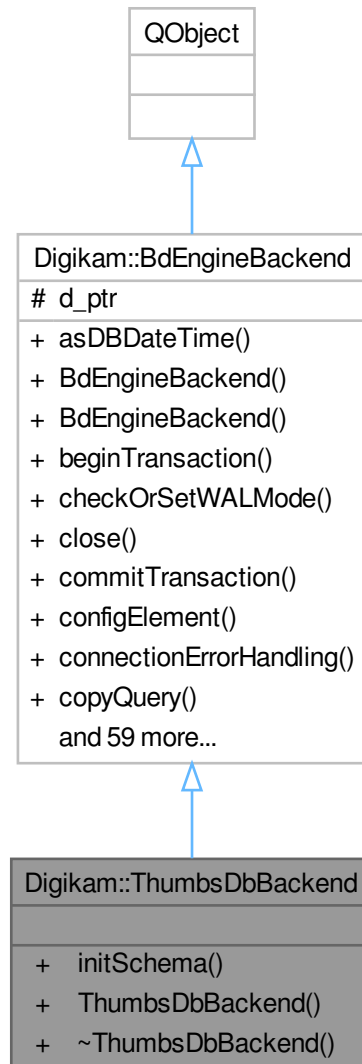 QObject
Digikam::BdEngineBackend
# d_ptr
+ asDBDateTime()
+ BdEngineBackend()
+ BdEngineBackend()
+ beginTransaction()
+ checkOrSetWALMode()
+ close()
+ commitTransaction()
+ configElement()
+ connectionErrorHandling()
+ copyQuery()
and 59 more...
Digikam::ThumbsDbBackend
+ initSchema()
+ ThumbsDbBackend()
+ ~ThumbsDbBackend()